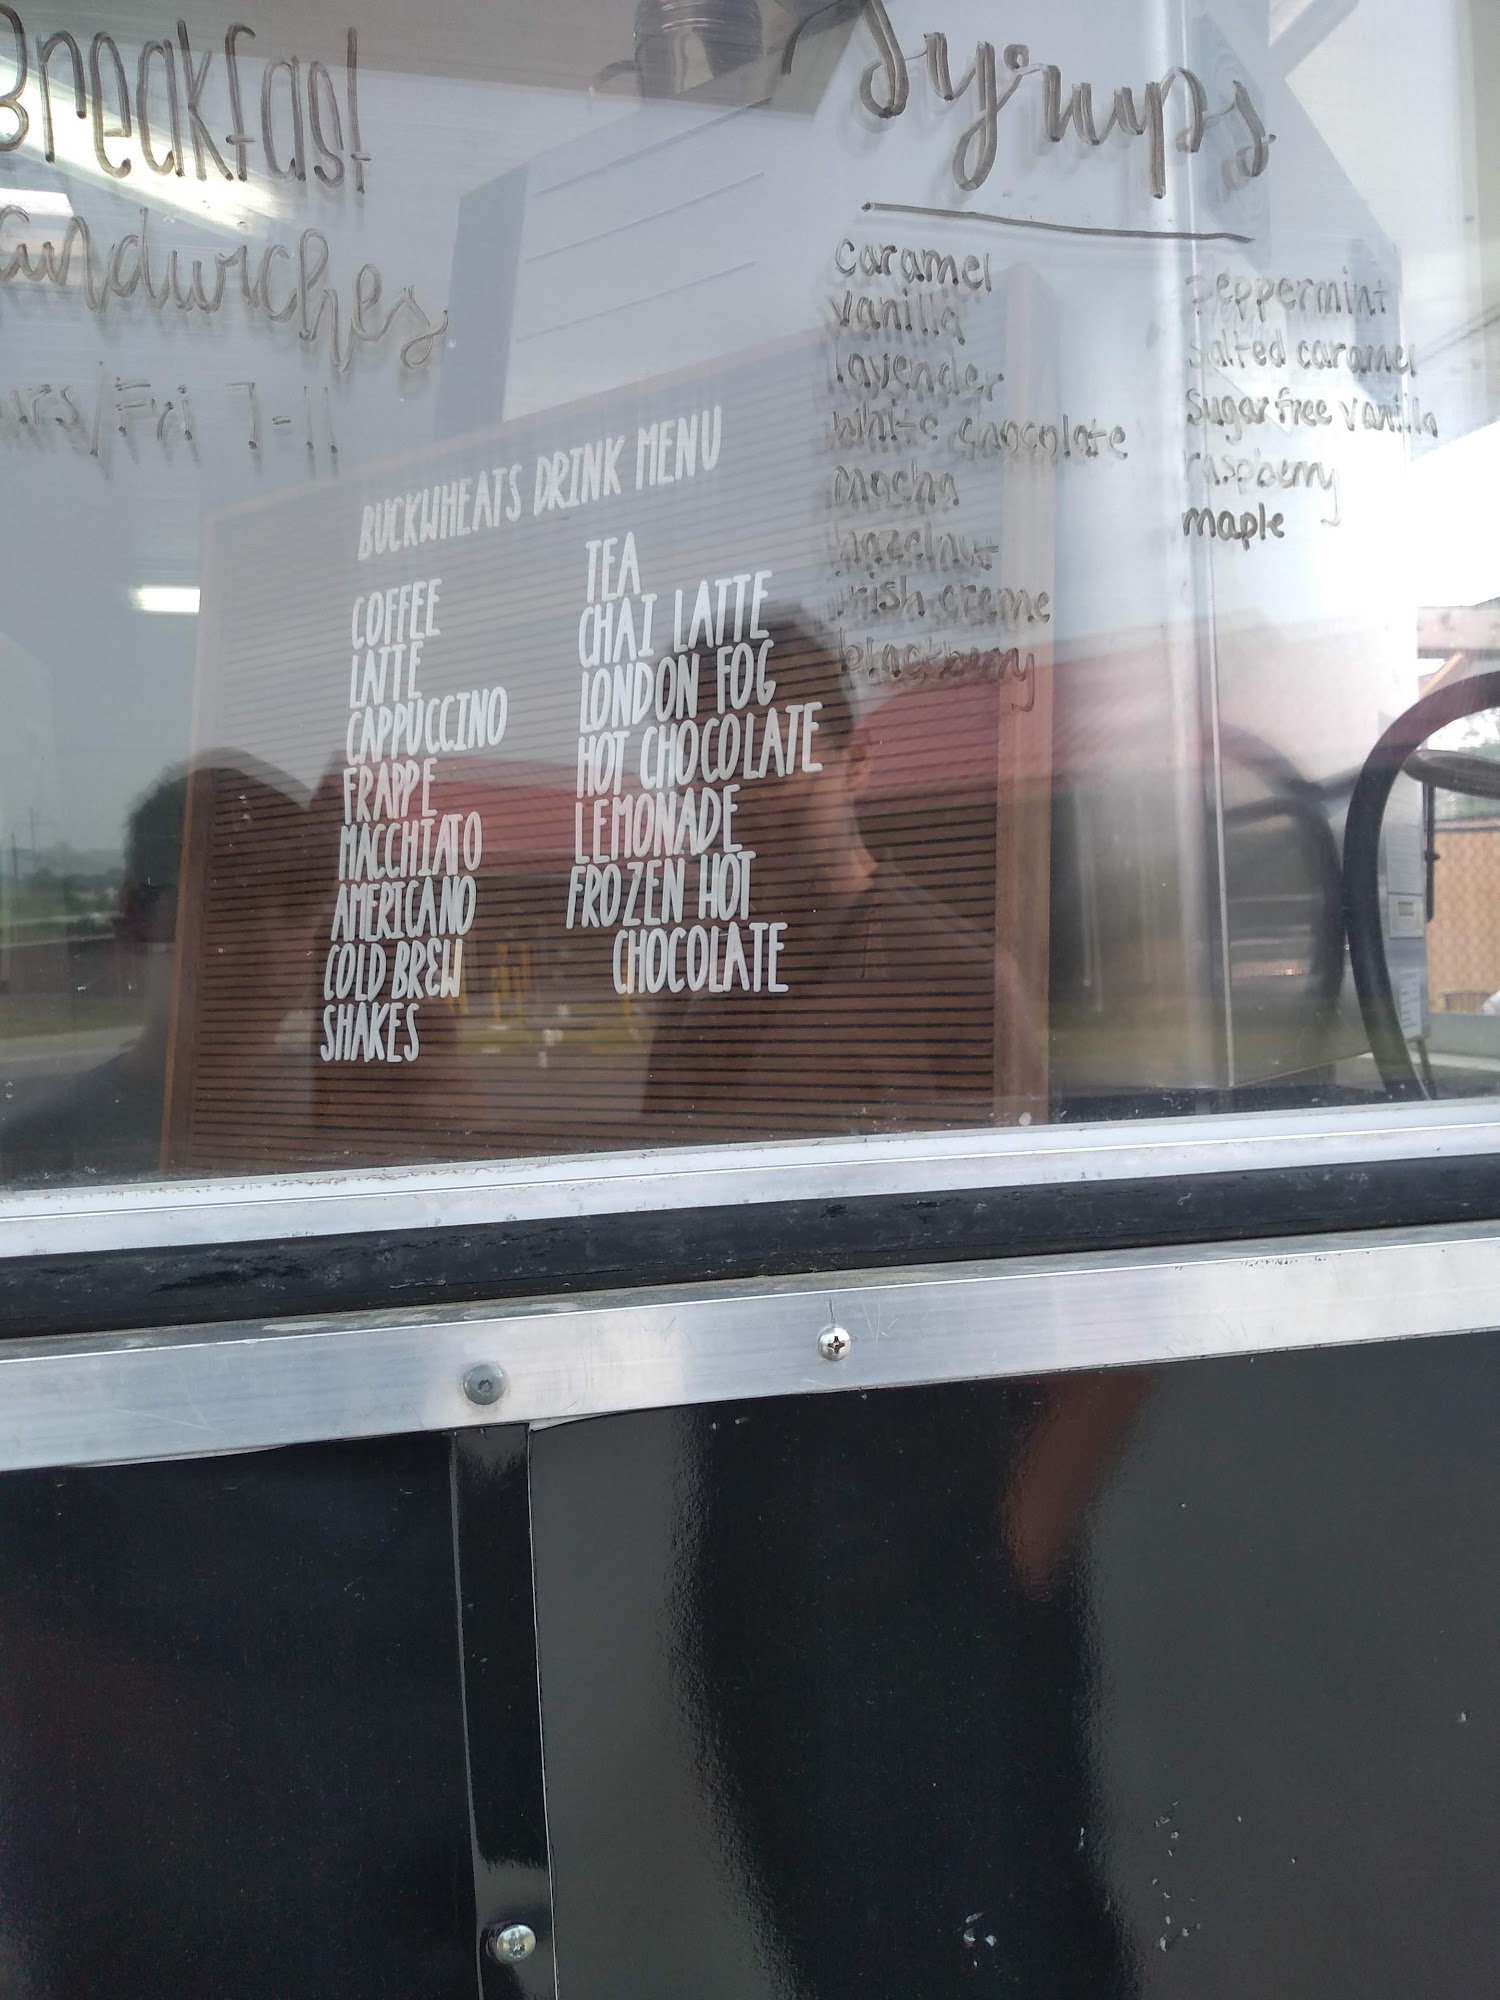 Breakfast
Sandwiches
urs/Fri 7-11
Syrups
caramel
vanilla
lavender
white chocolate
mocha
hazelnut
irish creme
blackberry
peppermint
salted caramel
sugar free vanilla
raspberry
maple
BUCKWHEATS DRINK MENU
COFFEE
LATTE
CAPPUCCINO
FRAPPE
MACCHIATO
AMERICANO
COLD BREW
SHAKES
TEA
CHAI LATTE
LONDON FOG
HOT CHOCOLATE
LEMONADE
FROZEN HOT
CHOCOLATE